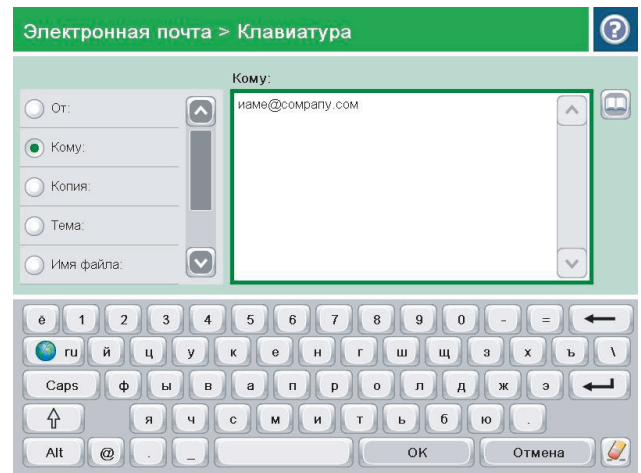 Электронная почта > Клавиатура
Кому:
От:
иаме@company.com
Кому:
Копия:
Тема:
Имя файла:
ё 1 2 3 4 5 6 7 8 9 0 - =
ru й ц у к е н г ш щ з х ъ \
Caps ф ы в а п р о л д ж э
я ч с м и т ь б ю .
Alt @ . _ OK Отмена